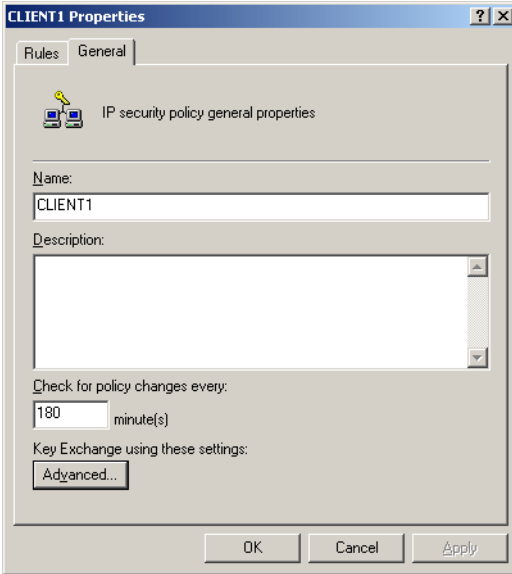 CLIENT1 Properties
Rules General
IP security policy general properties
Name:
CLIENT1
Description:
Check for policy changes every:
180 minute(s)
Key Exchange using these settings:
Advanced...
OK Cancel Apply